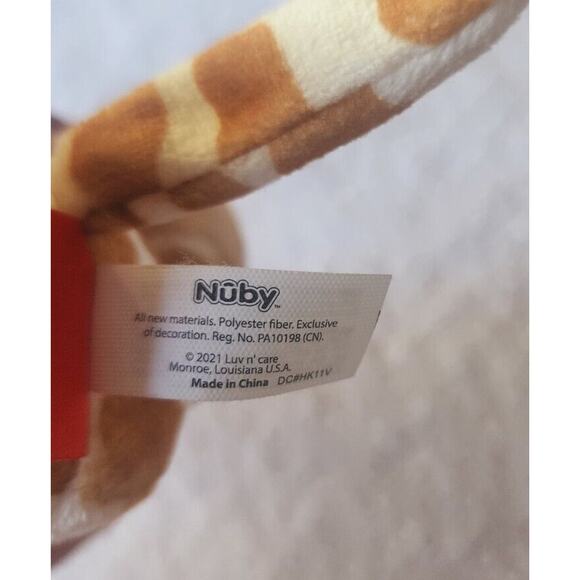 Nûby™
All new materials. Polyester fiber. Exclusive
of decoration. Reg. No. PA10198 (CN).
© 2021 Luv n' care
Monroe, Louisiana U.S.A.
Made in China DC#HK11V